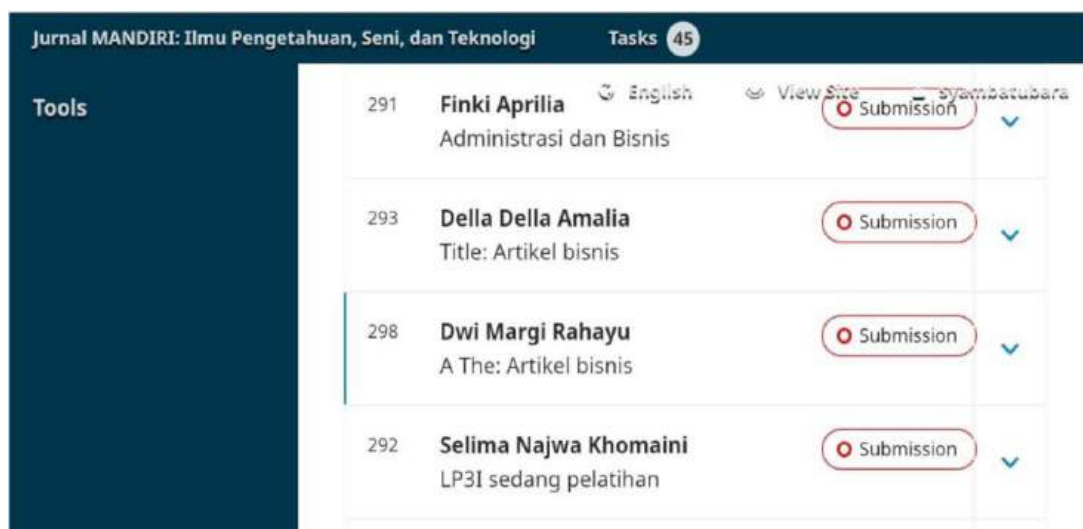 Jurnal MANDIRI: Ilmu Pengetahuan, Seni, dan Teknologi Tasks 45
English View Site syambatubara
Tools
291 Finki Aprilia Submission
Administrasi dan Bisnis
293 Della Della Amalia Submission
Title: Artikel bisnis
298 Dwi Margi Rahayu Submission
A The: Artikel bisnis
292 Selima Najwa Khomaini Submission
LP3I sedang pelatihan